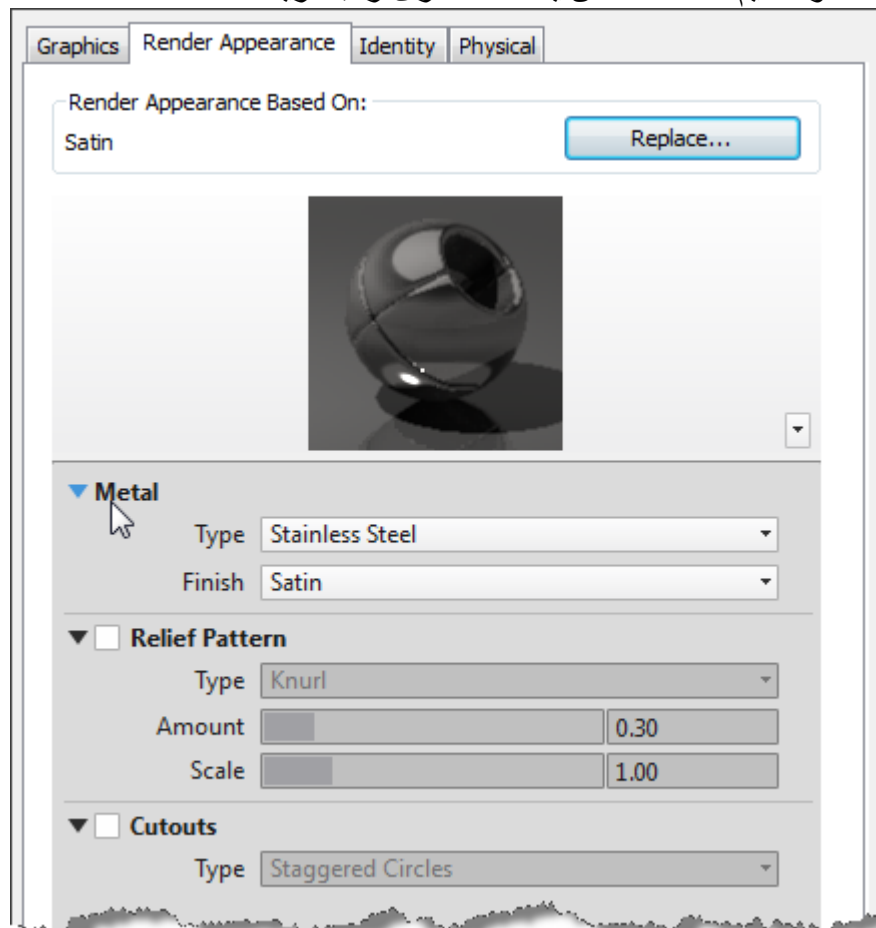 Graphics Render Appearance Identity Physical
Render Appearance Based On:
Satin Replace...
Metal
Type Stainless Steel
Finish Satin
Relief Pattern
Type Knurl
Amount 0.30
Scale 1.00
Cutouts
Type Staggered Circles